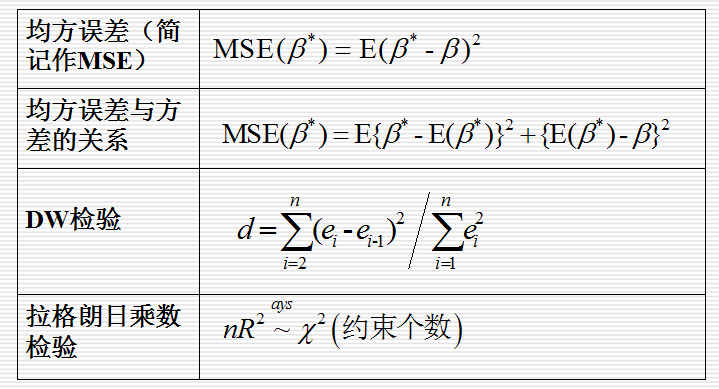 均方误差（简
记作MSE）
MSE(β*) = E(β* - β)²
均方误差与方
差的关系
MSE(β*) = E{β* - E(β*)}² + {E(β*) - β}²
DW检验
d = ∑_{i=2}^{n}(e_i - e_{i-1})² / ∑_{i=1}^{n}e_i²
拉格朗日乘数
检验
nR² \overset{ays}{~} χ²(约束个数)